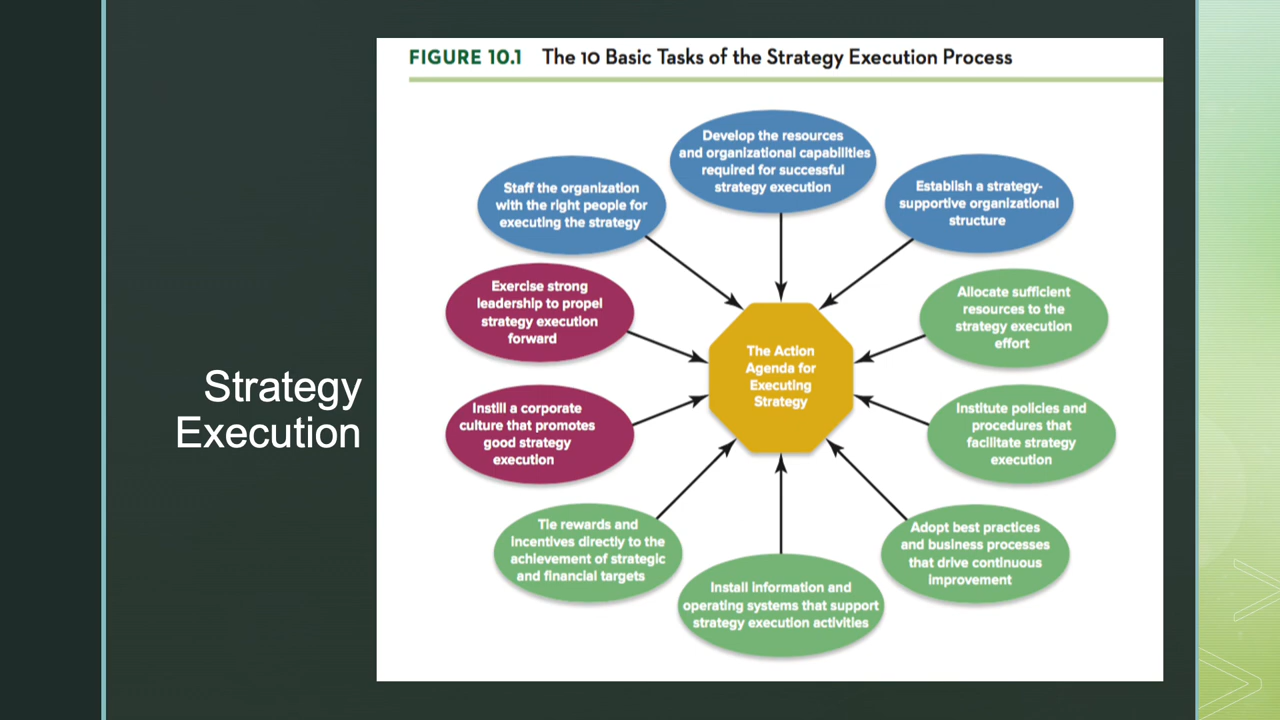 Strategy
Execution
FIGURE 10.1 The 10 Basic Tasks of the Strategy Execution Process
Develop the resources
and organizational capabilities
required for successful
strategy execution
Staff the organization
with the right people for
executing the strategy
Establish a strategy-
supportive organizational
structure
Exercise strong
leadership to propel
strategy execution
forward
Allocate sufficient
resources to the
strategy execution
effort
The Action
Agenda for
Executing
Strategy
Instill a corporate
culture that promotes
good strategy
execution
Institute policies and
procedures that
facilitate strategy
execution
Tie rewards and
incentives directly to the
achievement of strategic
and financial targets
Adopt best practices
and business processes
that drive continuous
improvement
Install information and
operating systems that support
strategy execution activities